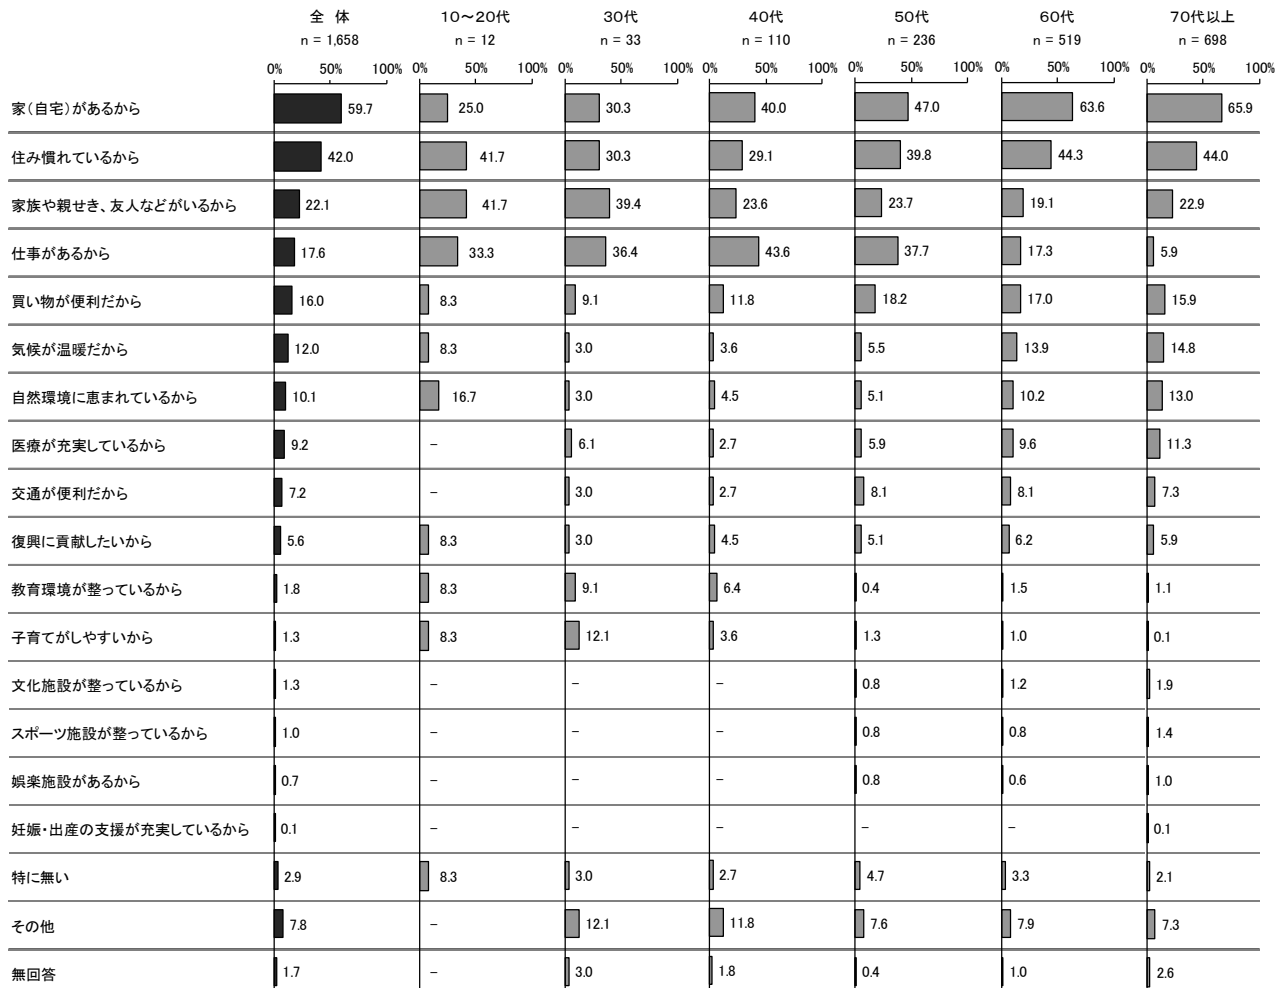 全 体 10～20代 30代 40代 50代 60代 70代以上
n = 1,658 n = 12 n = 33 n = 110 n = 236 n = 519 n = 698
0% 50% 100% 0% 50% 100% 0% 50% 100% 0% 50% 100% 0% 50% 100% 0% 50% 100% 0% 50% 100%
家（自宅）があるから 59.7 25.0 30.3 40.0 47.0 63.6 65.9
住み慣れているから 42.0 41.7 30.3 29.1 39.8 44.3 44.0
家族や親せき、友人などがいるから 22.1 41.7 39.4 23.6 23.7 19.1 22.9
仕事があるから 17.6 33.3 36.4 43.6 37.7 17.3 5.9
買い物が便利だから 16.0 8.3 9.1 11.8 18.2 17.0 15.9
気候が温暖だから 12.0 8.3 3.0 3.6 5.5 13.9 14.8
自然環境に恵まれているから 10.1 16.7 3.0 4.5 5.1 10.2 13.0
医療が充実しているから 9.2 － 6.1 2.7 5.9 9.6 11.3
交通が便利だから 7.2 － 3.0 2.7 8.1 8.1 7.3
復興に貢献したいから 5.6 8.3 3.0 4.5 5.1 6.2 5.9
教育環境が整っているから 1.8 8.3 9.1 6.4 0.4 1.5 1.1
子育てがしやすいから 1.3 8.3 12.1 3.6 1.3 1.0 0.1
文化施設が整っているから 1.3 － － － 0.8 1.2 1.9
スポーツ施設が整っているから 1.0 － － － 0.8 0.8 1.4
娯楽施設があるから 0.7 － － － 0.8 0.6 1.0
妊娠・出産の支援が充実しているから 0.1 － － － － － 0.1
特に無い 2.9 8.3 3.0 2.7 4.7 3.3 2.1
その他 7.8 － 12.1 11.8 7.6 7.9 7.3
無回答 1.7 － 3.0 1.8 0.4 1.0 2.6